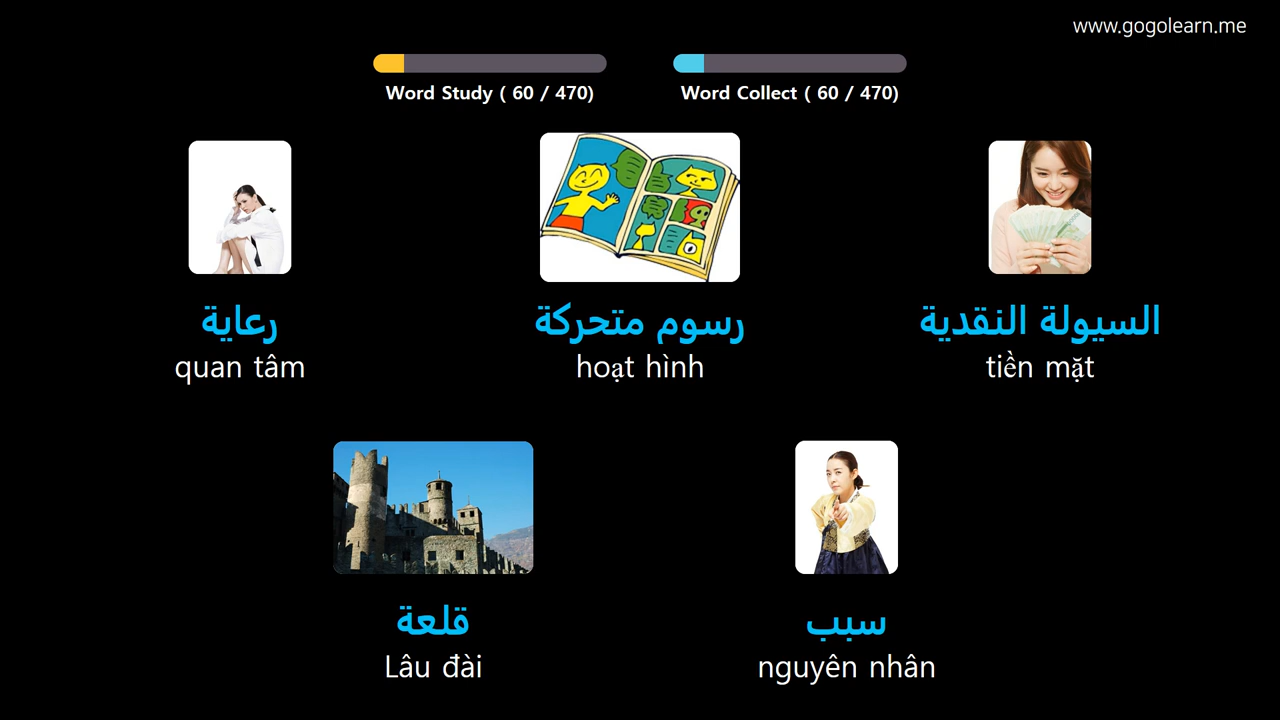 www.gogolearn.me
Word Study ( 60 / 470)
Word Collect ( 60 / 470)
رعاية
quan tâm
رسوم متحركة
hoạt hình
السيولة النقدية
tiền mặt
قلعة
Lâu đài
سبب
nguyên nhân